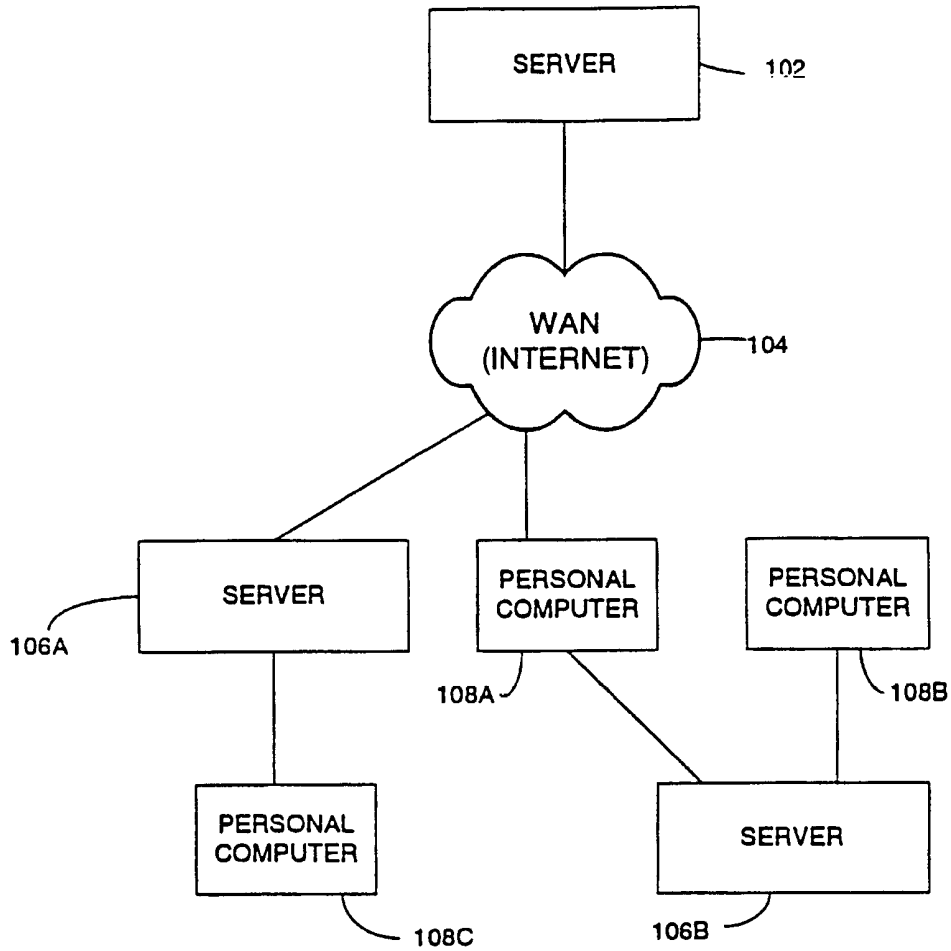 SERVER
102
WAN
(INTERNET)
104
SERVER
PERSONAL
COMPUTER
PERSONAL
COMPUTER
106A
108A
108B
PERSONAL
COMPUTER
SERVER
108C
106B